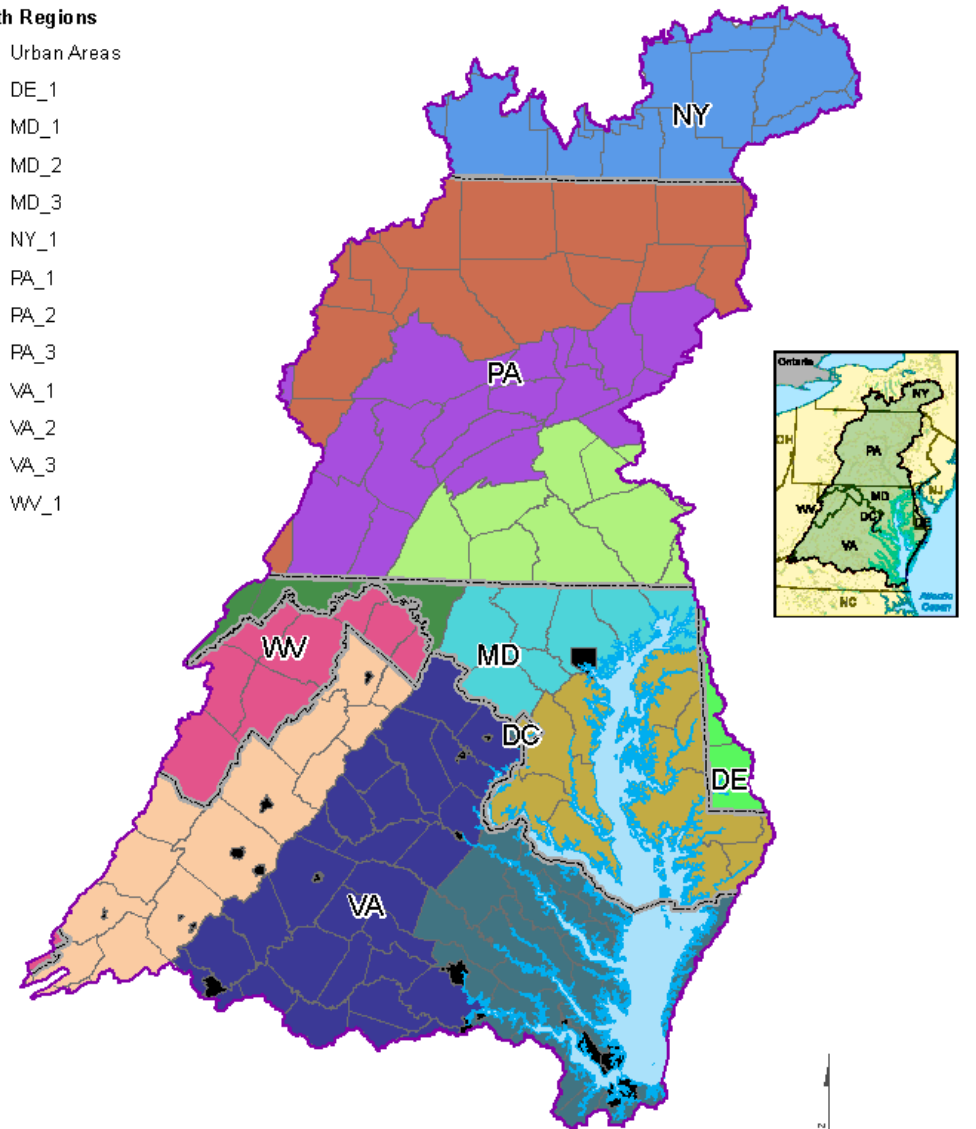 th Regions
Urban Areas
DE_1
MD_1
MD_2
MD_3
NY_1
PA_1
PA_2
PA_3
VA_1
VA_2
VA_3
WV_1
NY
PA
WV
MD
DC
DE
VA
Ontario
NY
OH
PA
NJ
MD
WV
DC
DE
VA
NC
Atlantic
Ocean
z